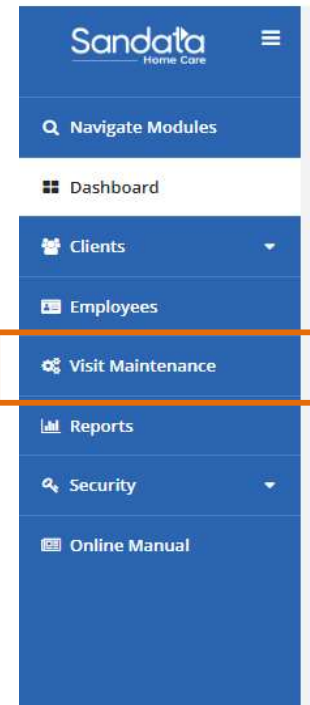 Sandata
Home Care
Navigate Modules
Dashboard
Clients
Employees
Visit Maintenance
Reports
Security
Online Manual